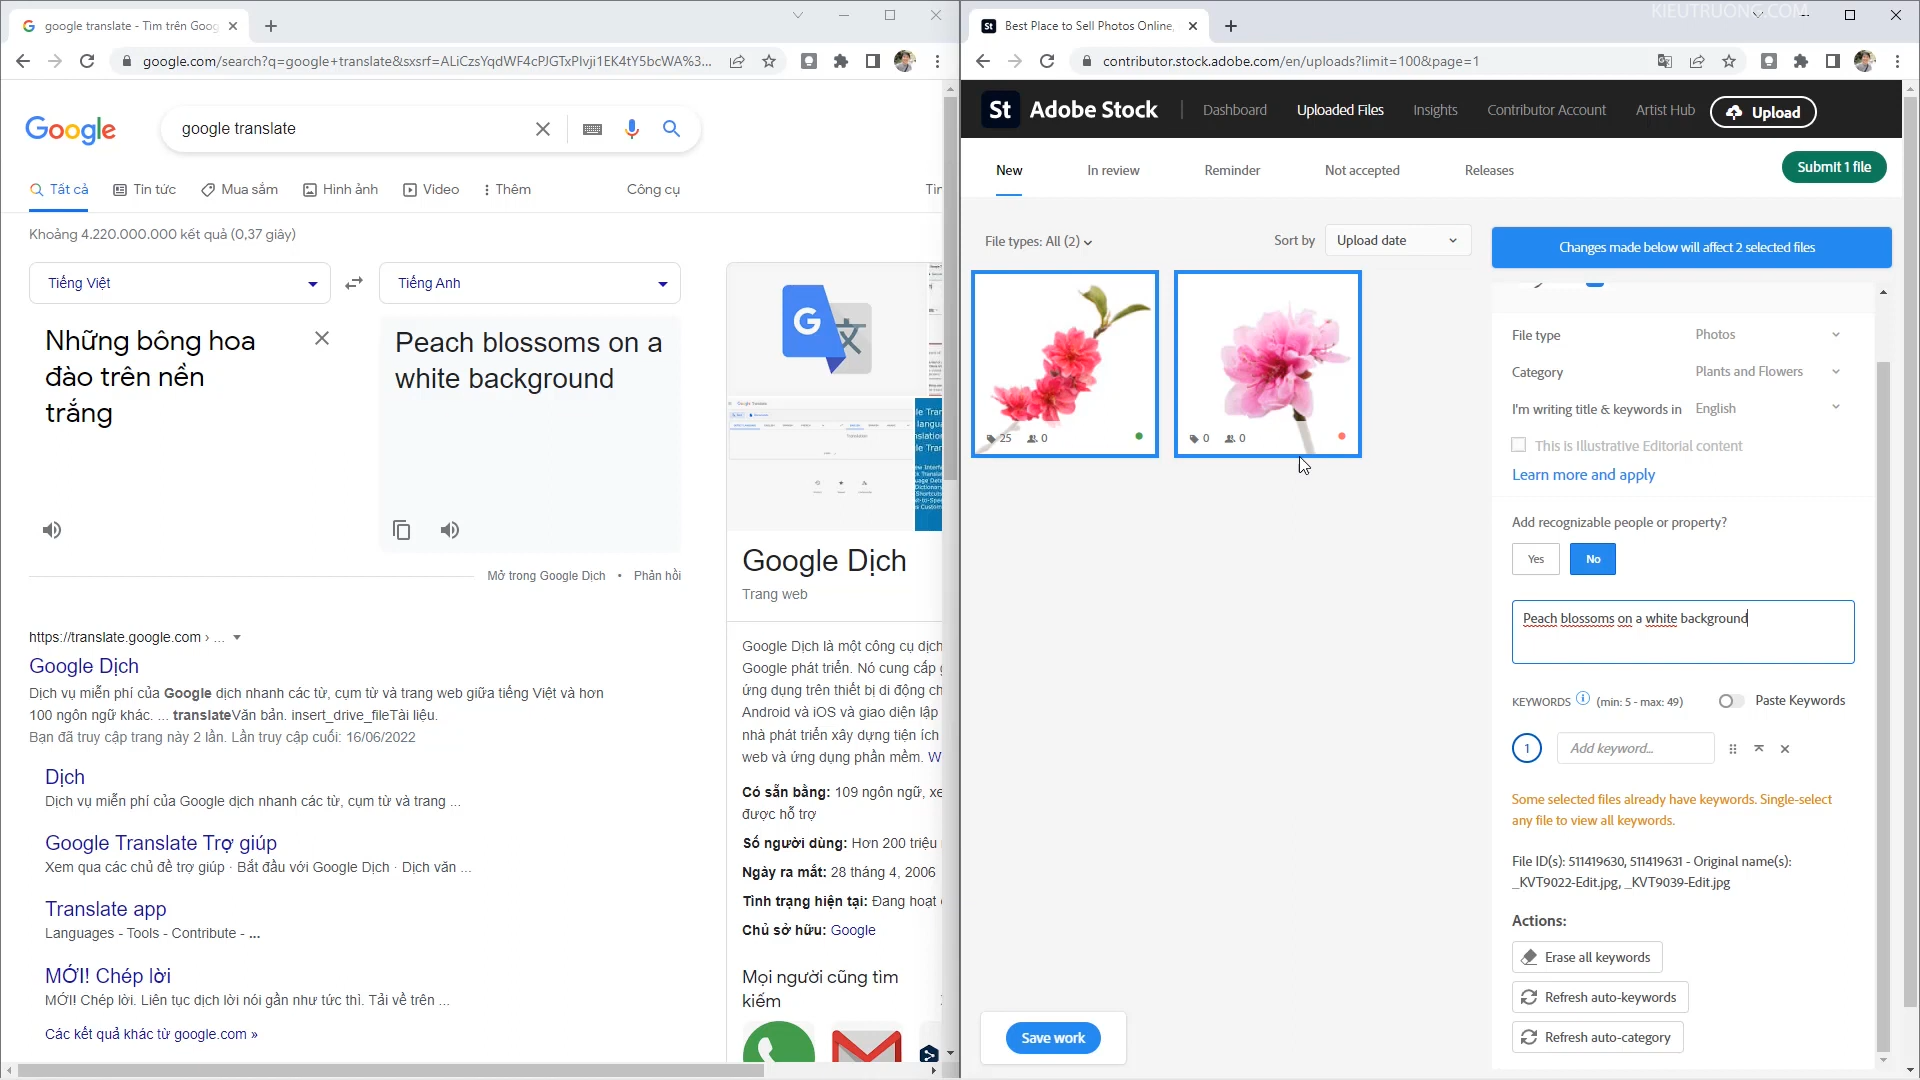 google translate - Tìm trên Goog
google.com/search?q=google+translate&sxsrf=ALiCzsYqdWF4cPJGTxPlvji1EK4tY5bcWA%3...
Google
google translate
Tất cả
Tin tức
Mua sắm
Hình ảnh
Video
Thêm
Công cụ
Khoảng 4.220.000.000 kết quả (0,37 giây)
Tiếng Việt
Tiếng Anh
Những bông hoa
đào trên nền
trắng
Peach blossoms on a
white background
Mở trong Google Dịch • Phản hồi
https://translate.google.com › ...
Google Dịch
Dịch vụ miễn phí của Google dịch nhanh các từ, cụm từ và trang web giữa tiếng Việt và hơn
100 ngôn ngữ khác. ... translateVăn bản. insert_drive_fileTài liệu.
Bạn đã truy cập trang này 2 lần. Lần truy cập cuối: 16/06/2022
Dịch
Dịch vụ miễn phí của Google dịch nhanh các từ, cụm từ và trang ...
Google Translate Trợ giúp
Xem qua các chủ đề trợ giúp · Bắt đầu với Google Dịch · Dịch văn ...
Translate app
Languages - Tools - Contribute - ...
MỚI! Chép lời
MỚI! Chép lời. Liên tục dịch lời nói gần như tức thì. Tải về trên ...
Các kết quả khác từ google.com »
Google Dịch
Trang web
Google Dịch là một công cụ dịch
Google phát triển. Nó cung cấp
ứng dụng trên thiết bị di động
Android và iOS và giao diện lập
nhà phát triển xây dựng tiện ích
web và ứng dụng phần mềm. W
Có sẵn bằng: 109 ngôn ngữ,
được hỗ trợ
Số người dùng: Hơn 200 triệu
Ngày ra mắt: 28 tháng 4, 2006
Tình trạng hiện tại: Đang hoạt
Chủ sở hữu: Google
Mọi người cũng tìm
kiếm
KIEUTRUONG.COM
St Best Place to Sell Photos Online,
contributor.stock.adobe.com/en/uploads?limit=100&page=1
St Adobe Stock
Dashboard
Uploaded Files
Insights
Contributor Account
Artist Hub
Upload
New
In review
Reminder
Not accepted
Releases
Submit 1 file
File types: All (2)
Sort by
Upload date
Changes made below will affect 2 selected files
25 0
0 0
File type
Photos
Category
Plants and Flowers
I'm writing title & keywords in
English
This is Illustrative Editorial content
Learn more and apply
Add recognizable people or property?
Yes
No
Peach blossoms on a white background
KEYWORDS (min: 5 - max: 49)
Paste Keywords
1
Add keyword...
Some selected files already have keywords. Single-select
any file to view all keywords.
File ID(s): 511419630, 511419631 - Original name(s):
_KVT9022-Edit.jpg, _KVT9039-Edit.jpg
Actions:
Erase all keywords
Refresh auto-keywords
Refresh auto-category
Save work